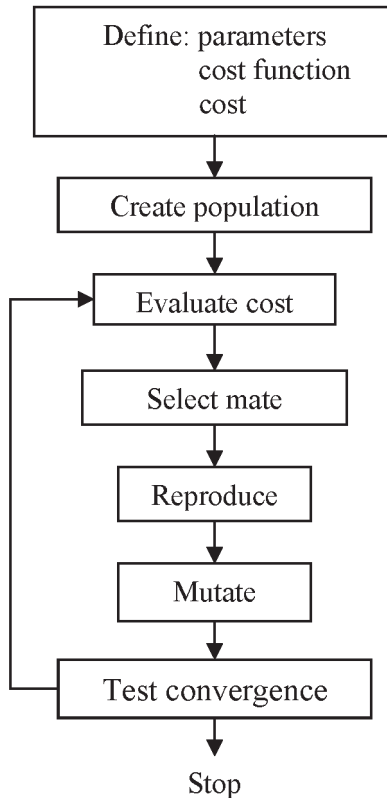 Define: parameters
cost function
cost
Create population
Evaluate cost
Select mate
Reproduce
Mutate
Test convergence
Stop